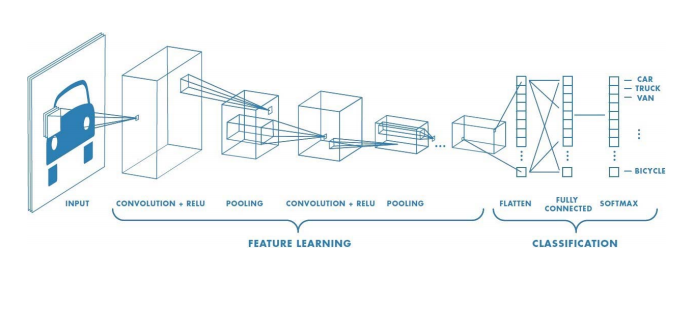 CAR
TRUCK
VAN
BICYCLE
INPUT
CONVOLUTION + RELU
POOLING
CONVOLUTION + RELU
POOLING
FLATTEN
FULLY
CONNECTED
SOFTMAX
FEATURE LEARNING
CLASSIFICATION